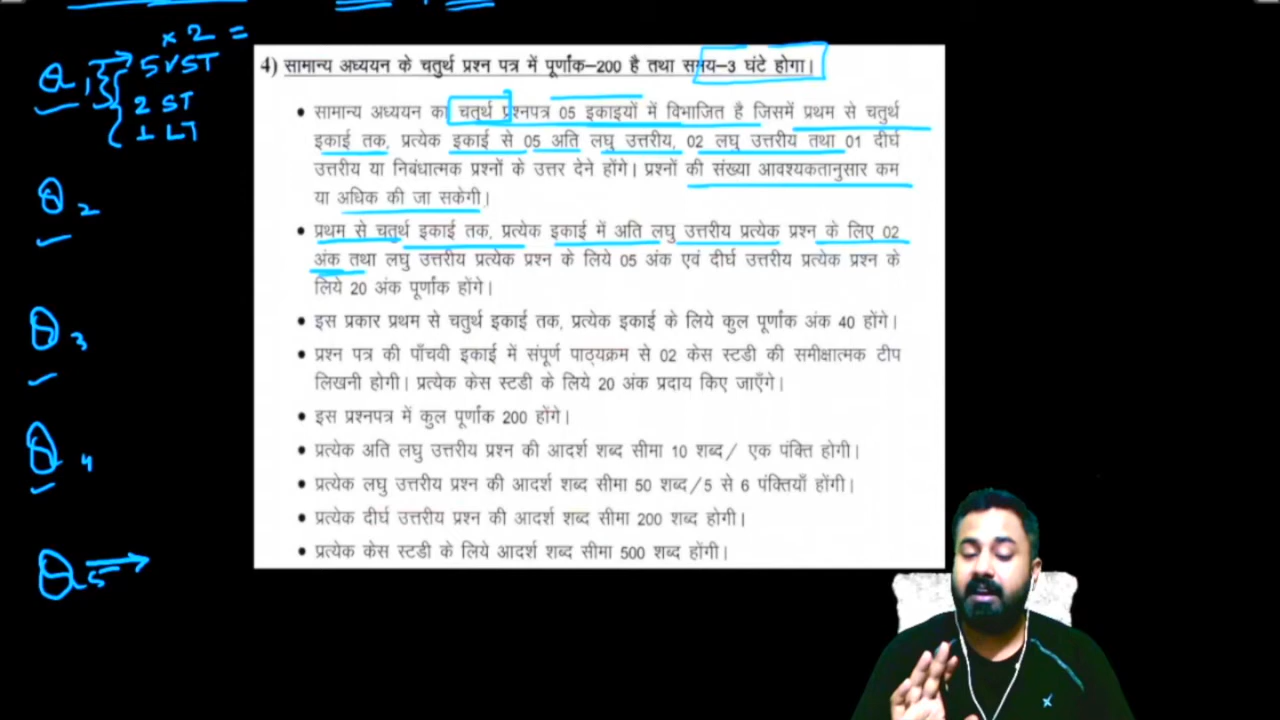 × 2 =
Q1 → 5 VST
2 ST
1 LT
Q2
Q3
Q4
Q5 →
4) सामान्य अध्ययन के चतुर्थ प्रश्न पत्र में पूर्णांक–200 है तथा समय–3 घंटे होगा।
• सामान्य अध्ययन का चतुर्थ प्रश्नपत्र 05 इकाइयों में विभाजित है जिसमें प्रथम से चतुर्थ
इकाई तक, प्रत्येक इकाई से 05 अति लघु उत्तरीय, 02 लघु उत्तरीय तथा 01 दीर्घ
उत्तरीय या निबंधात्मक प्रश्नों के उत्तर देने होंगे। प्रश्नों की संख्या आवश्यकतानुसार कम
या अधिक की जा सकेगी।
• प्रथम से चतुर्थ इकाई तक, प्रत्येक इकाई में अति लघु उत्तरीय प्रत्येक प्रश्न के लिए 02
अंक तथा लघु उत्तरीय प्रत्येक प्रश्न के लिये 05 अंक एवं दीर्घ उत्तरीय प्रत्येक प्रश्न के
लिये 20 अंक पूर्णांक होंगे।
• इस प्रकार प्रथम से चतुर्थ इकाई तक, प्रत्येक इकाई के लिये कुल पूर्णांक अंक 40 होंगे।
• प्रश्न पत्र की पाँचवी इकाई में संपूर्ण पाठ्यक्रम से 02 केस स्टडी की समीक्षात्मक टीप
लिखनी होगी। प्रत्येक केस स्टडी के लिये 20 अंक प्रदाय किए जाएँगे।
• इस प्रश्नपत्र में कुल पूर्णांक 200 होंगे।
• प्रत्येक अति लघु उत्तरीय प्रश्न की आदर्श शब्द सीमा 10 शब्द/ एक पंक्ति होगी।
• प्रत्येक लघु उत्तरीय प्रश्न की आदर्श शब्द सीमा 50 शब्द/5 से 6 पंक्तियाँ होंगी।
• प्रत्येक दीर्घ उत्तरीय प्रश्न की आदर्श शब्द सीमा 200 शब्द होगी।
• प्रत्येक केस स्टडी के लिये आदर्श शब्द सीमा 500 शब्द होंगी।